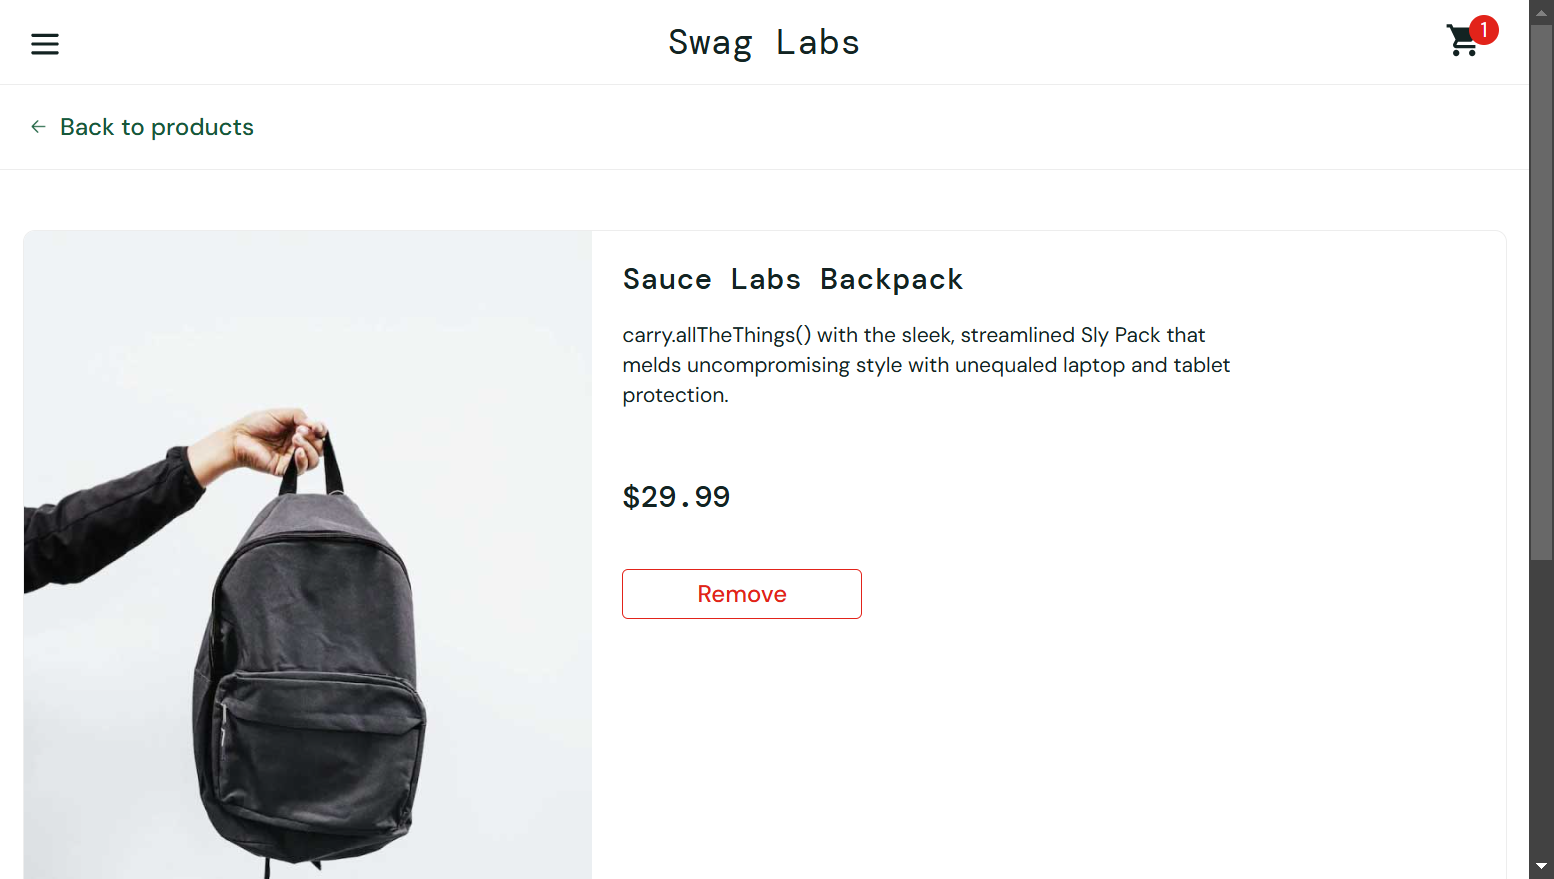 Swag Labs
1
Back to products
Sauce Labs Backpack
carry.allTheThings() with the sleek, streamlined Sly Pack that
melds uncompromising style with unequaled laptop and tablet
protection.
$29.99
Remove